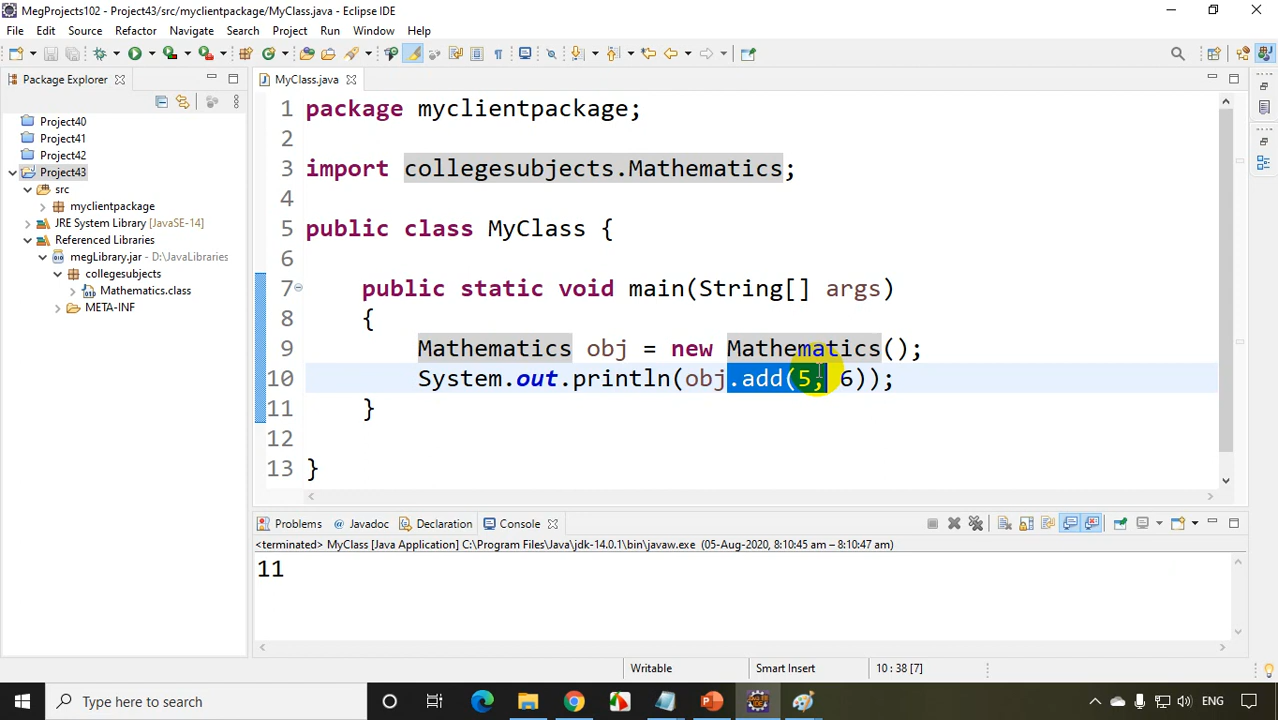 MegProjects102 - Project43/src/myclientpackage/MyClass.java - Eclipse IDE
File Edit Source Refactor Navigate Search Project Run Window Help
Package Explorer
MyClass.java
Project40
Project41
Project42
Project43
src
myclientpackage
JRE System Library [JavaSE-14]
Referenced Libraries
megLibrary.jar - D:\JavaLibraries
collegesubjects
Mathematics.class
META-INF
1 package myclientpackage;
2
3 import collegesubjects.Mathematics;
4
5 public class MyClass {
6
7 public static void main(String[] args)
8 {
9 Mathematics obj = new Mathematics();
10 System.out.println(obj.add(5, 6));
11 }
12
13 }
Problems @ Javadoc Declaration Console
<terminated> MyClass [Java Application] C:\Program Files\Java\jdk-14.0.1\bin\javaw.exe (05-Aug-2020, 8:10:45 am – 8:10:47 am)
11
Writable Smart Insert 10 : 38 [7]
Type here to search
ENG